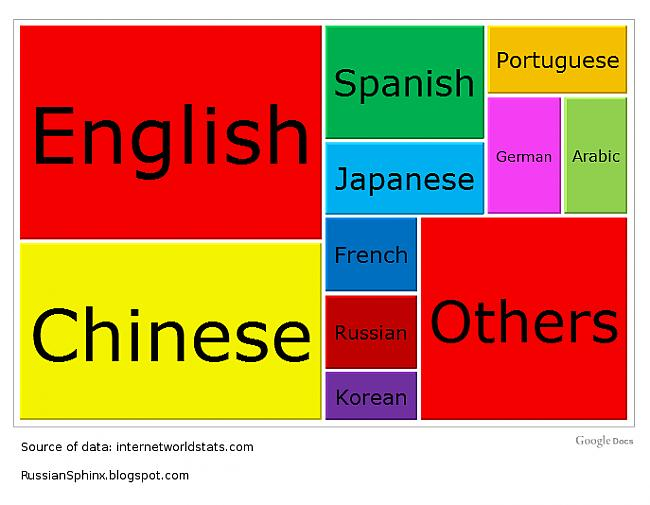 English
Chinese
Spanish
Japanese
Portuguese
German
Arabic
French
Russian
Korean
Others
Source of data: internetworldstats.com
Google Docs
RussianSphinx.blogspot.com